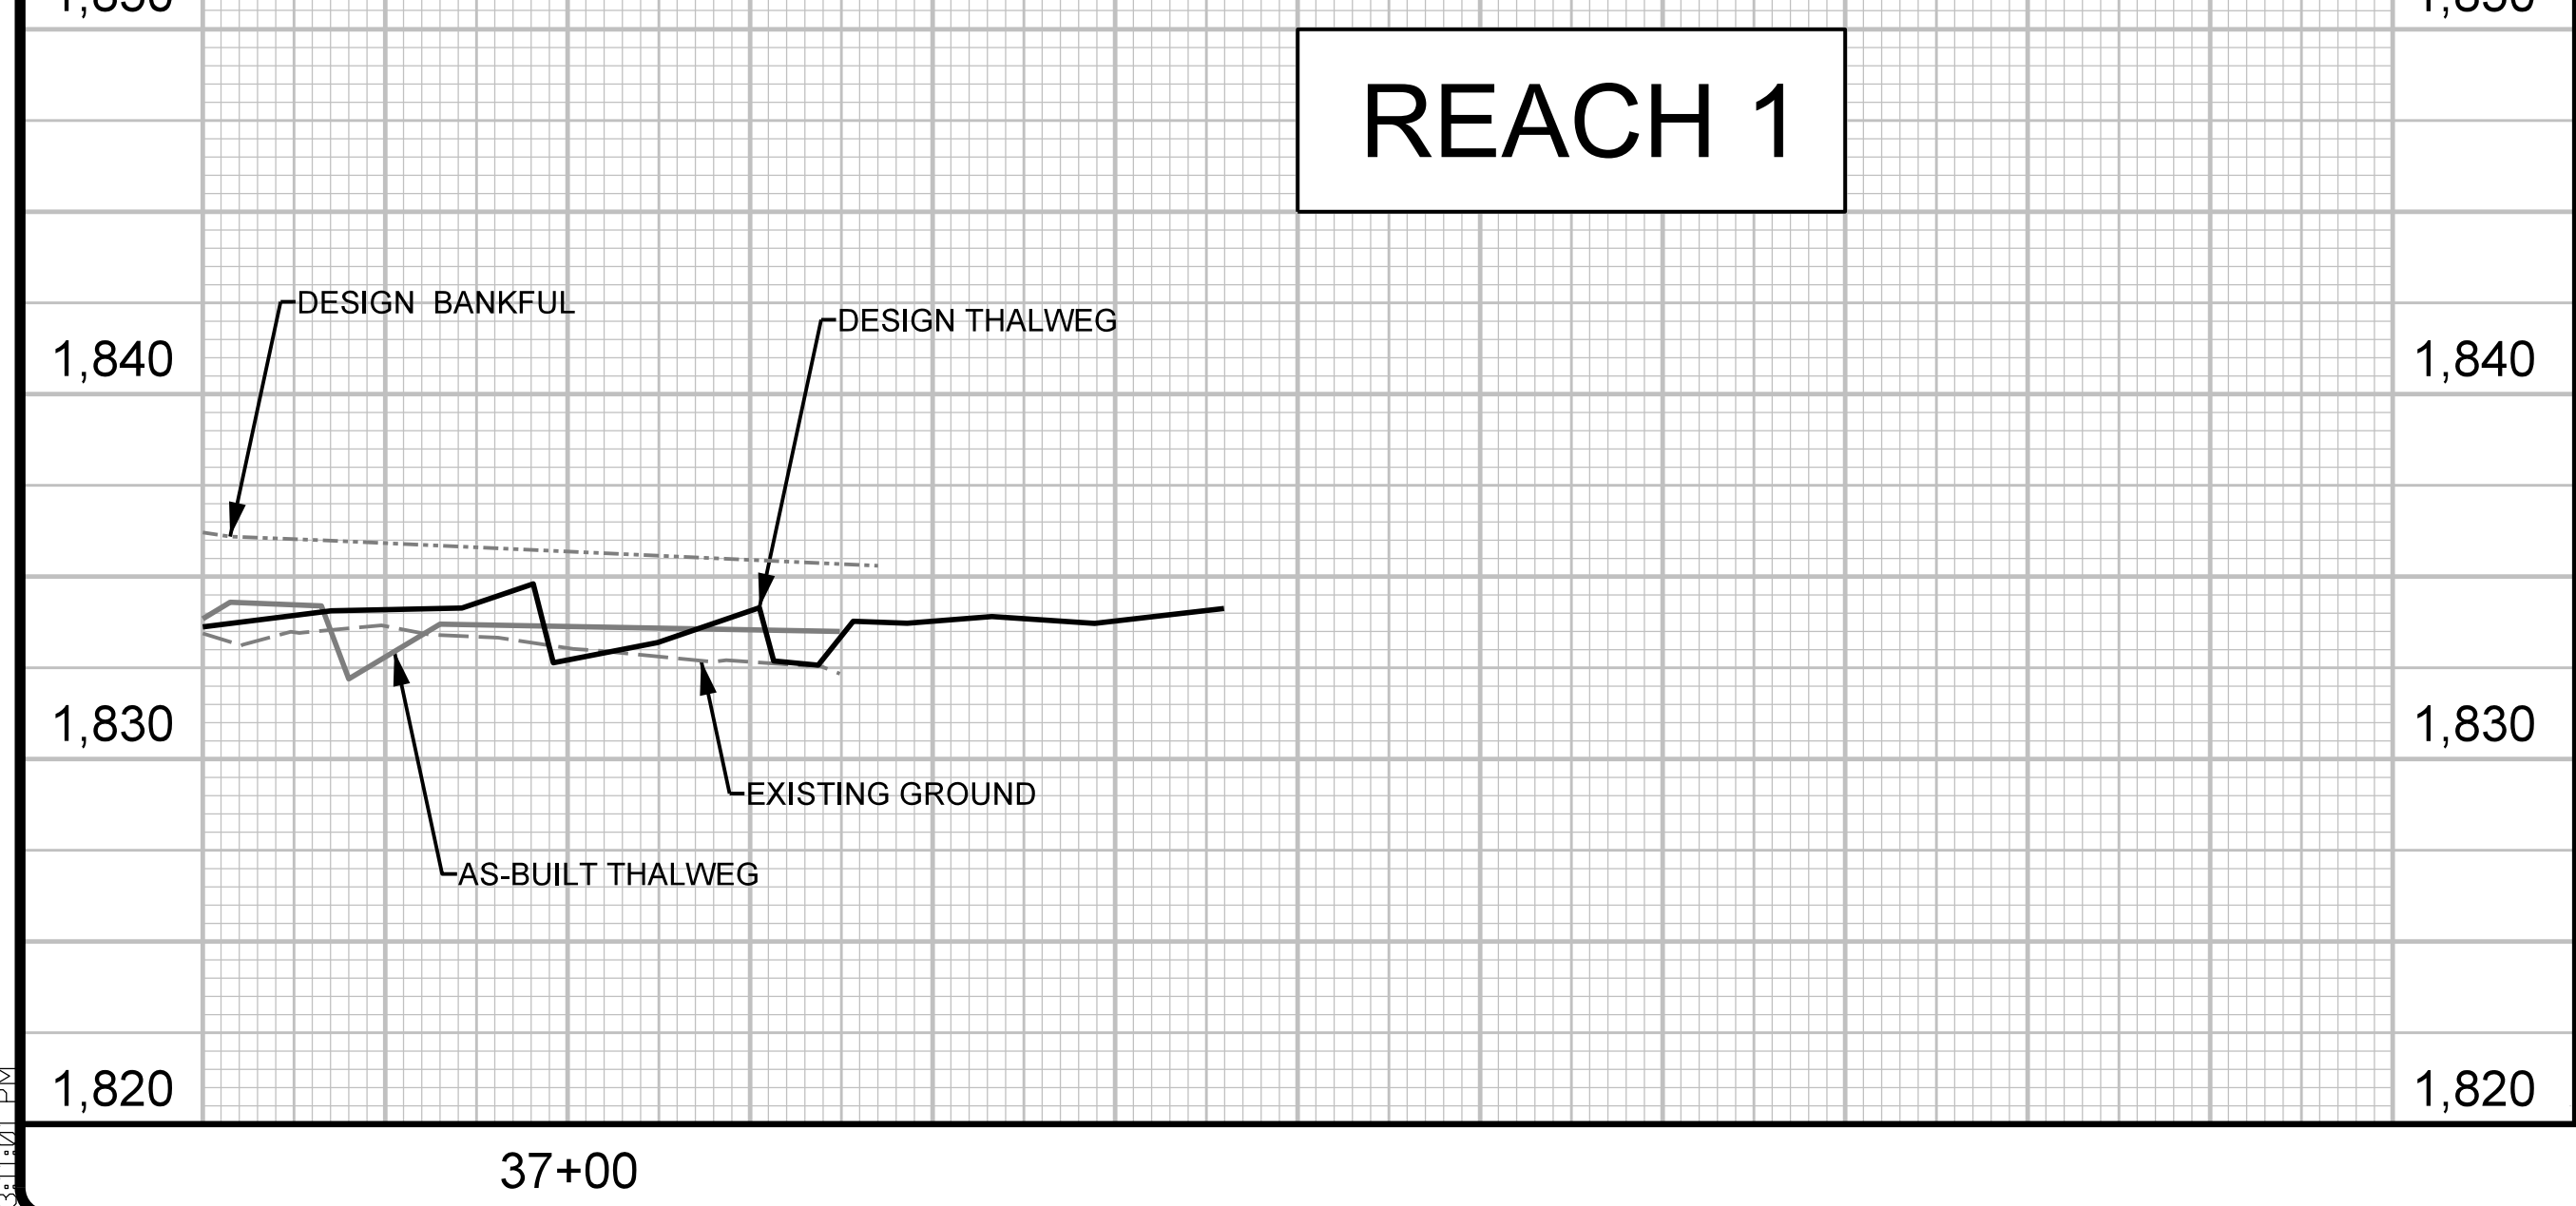 REACH 1
DESIGN  BANKFUL
DESIGN THALWEG
1,840
1,840
1,830
1,830
EXISTING GROUND
AS-BUILT THALWEG
1,820
1,820
37+00